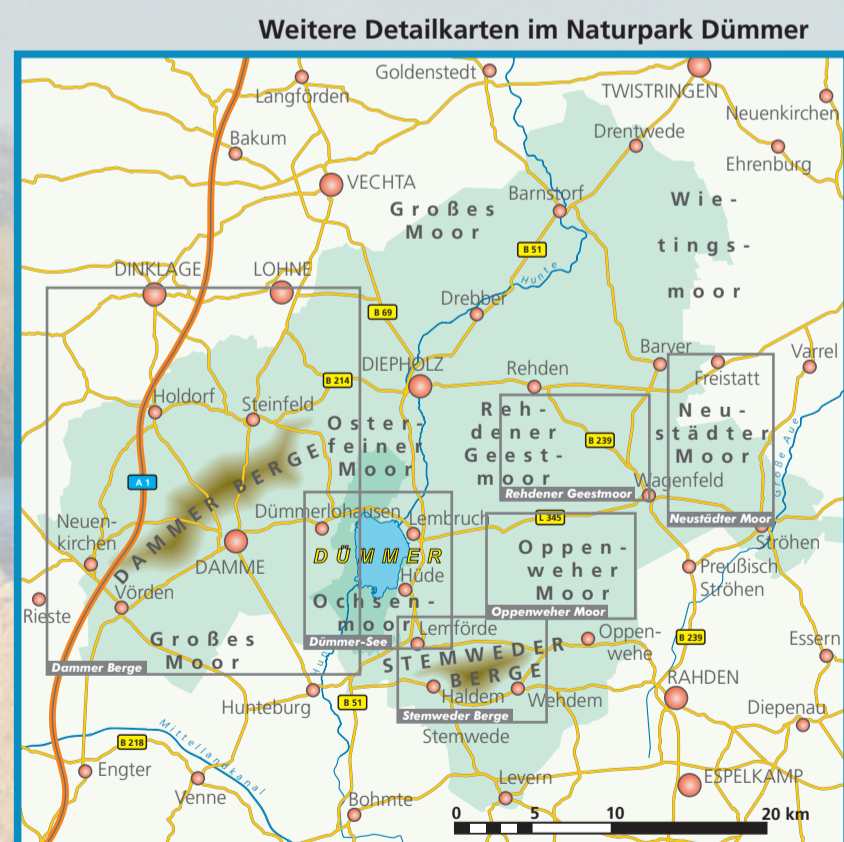 Weitere Detailkarten im Naturpark Dümmer
Goldenstedt
Langförden
TWISTRINGEN
Neuenkirchen
Bakum
Drentwede
Ehrenburg
VECHTA
Barnstorf
Großes
Moor
Wie-
tings-
moor
B 51
Hunte
DINKLAGE
LOHNE
Drebber
B 69
Barver
Varrel
DIEPHOLZ
Rehden
Freistatt
B 214
Holdorf
Steinfeld
Oster-
feiner
Moor
Reh-
dener
Geest-
moor
B 239
Neu-
städter
Moor
Große Aue
DAMMER BERGE
A 1
Wagenfeld
Rehdener Geestmoor
Neustädter Moor
Neuen-
kirchen
Dümmerlohausen
Lembruch
L 345
Ströhen
DÜMMER
Oppen-
weher
Moor
DAMME
Hüde
Preußisch
Ströhen
Vörden
Rieste
Ochsen-
moor
Oppenweher Moor
Großes
Moor
Dümmer-See
Lemförde
Oppen-
wehe
B 239
Essern
Dammer Berge
Hun
STEMWEDER
BERGE
RAHDEN
Hunteburg
B 51
Haldem
Wehdem
Stemweder Berge
Diepenau
Stemwede
Mittellandkanal
B 218
Engter
Venne
Levern
ESPELKAMP
Bohmte
0 5 10 20 km